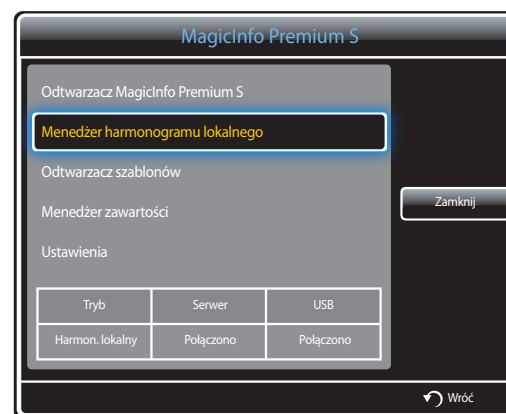 MagicInfo Premium S
Odtwarzacz MagicInfo Premium S
Menedżer harmonogramu lokalnego
Odtwarzacz szablonów
Menedżer zawartości
Ustawienia
Zamknij
Tryb Serwer USB
Harmon. lokalny Połączono Połączono
Wróć